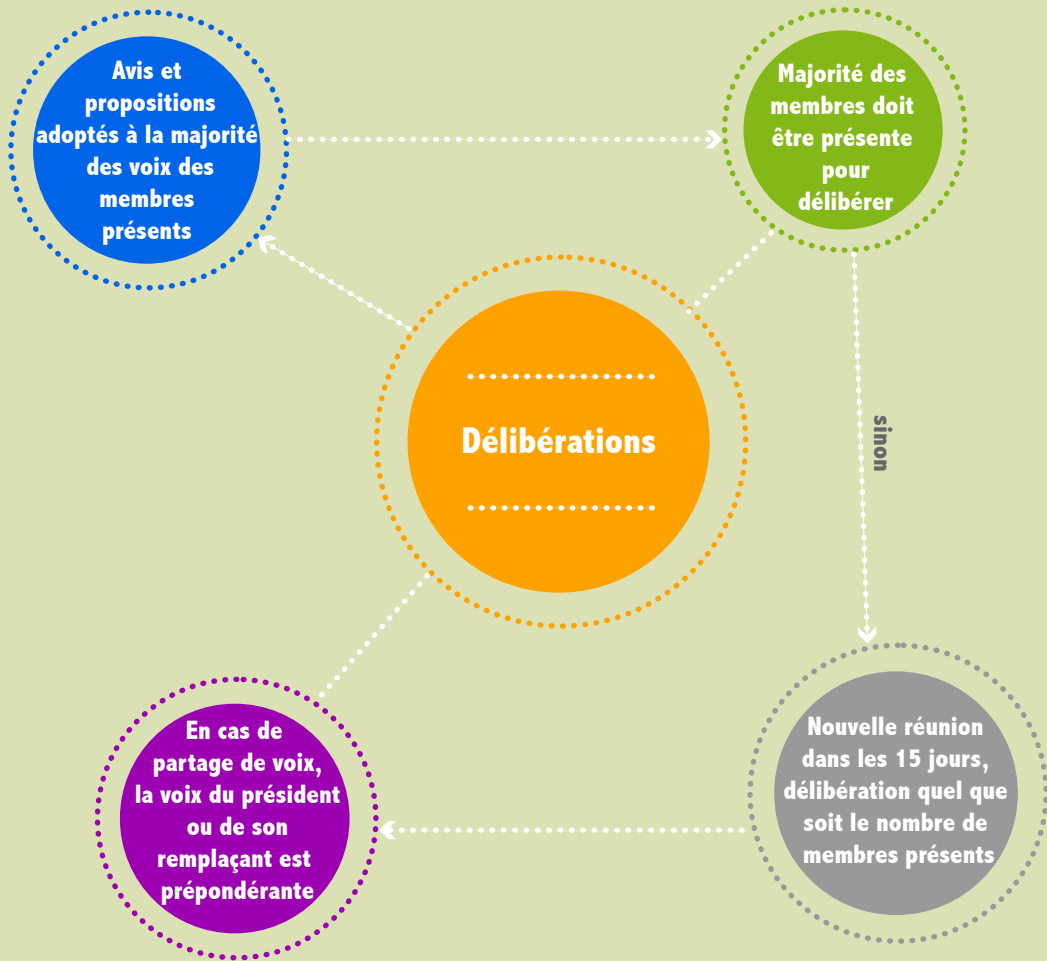 Avis et
propositions
adoptés à la majorité
des voix des
membres
présents
Majorité des
membres doit
être présente
pour
délibérer
Délibérations
sinon
En cas de
partage de voix,
la voix du président
ou de son
remplaçant est
prépondérante
Nouvelle réunion
dans les 15 jours,
délibération quel que
soit le nombre de
membres présents